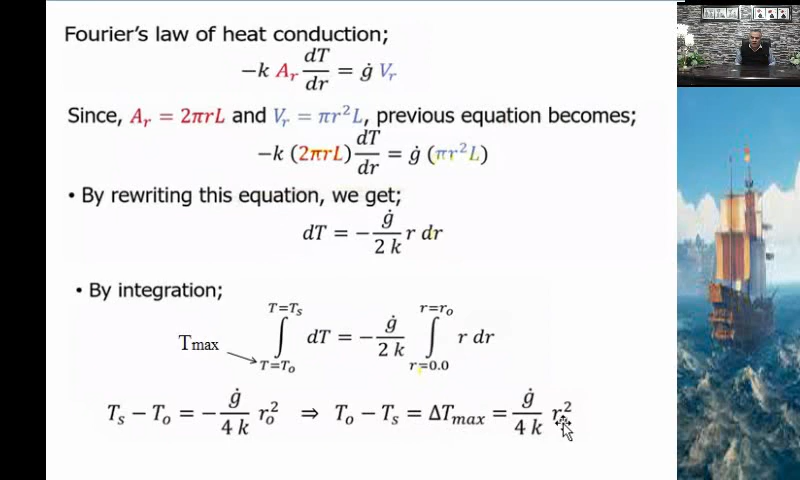 Fourier's law of heat conduction;
−k A_r dT/dr = ġ V_r
Since, A_r = 2πrL and V_r = πr²L, previous equation becomes;
−k (2πrL) dT/dr = ġ (πr²L)
• By rewriting this equation, we get;
dT = − ġ/(2 k) r dr
• By integration;
∫_{T=T_o}^{T=T_s} dT = − ġ/(2 k) ∫_{r=0.0}^{r=r_o} r dr
Tmax
T_s − T_o = − ġ/(4 k) r_o² ⇒ T_o − T_s = ΔT_max = ġ/(4 k) r_o²